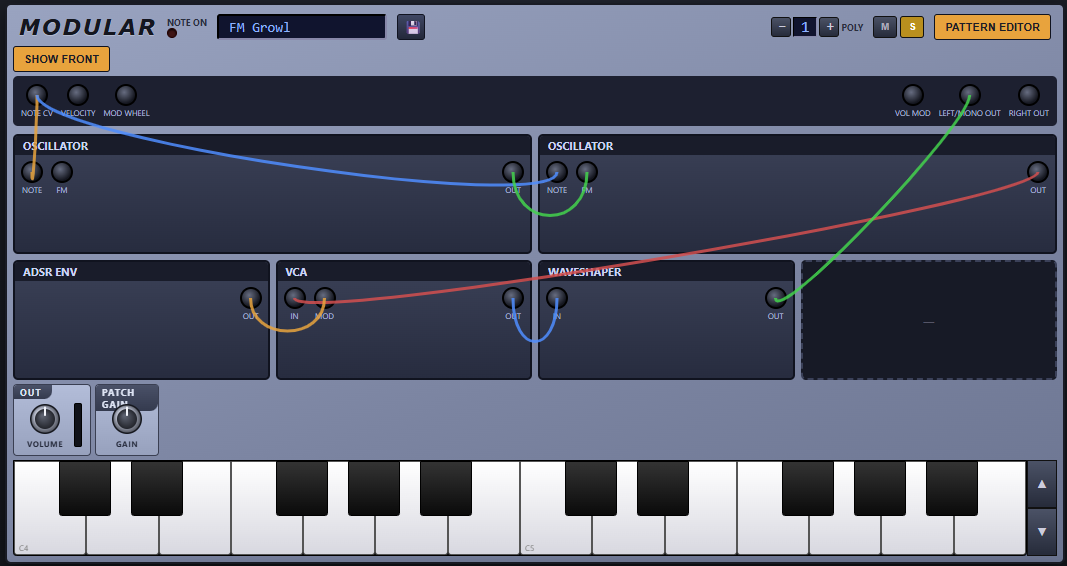 MODULAR NOTE ON FM Growl − 1 + POLY M S PATTERN EDITOR
SHOW FRONT
NOTE CV VELOCITY MOD WHEEL VOL MOD LEFT/MONO OUT RIGHT OUT
OSCILLATOR OSCILLATOR
NOTE FM OUT NOTE FM OUT
ADSR ENV VCA WAVESHAPER
OUT IN MOD OUT IN OUT
—
OUT PATCH
GAIN
VOLUME GAIN
▲
▼
C4 C5